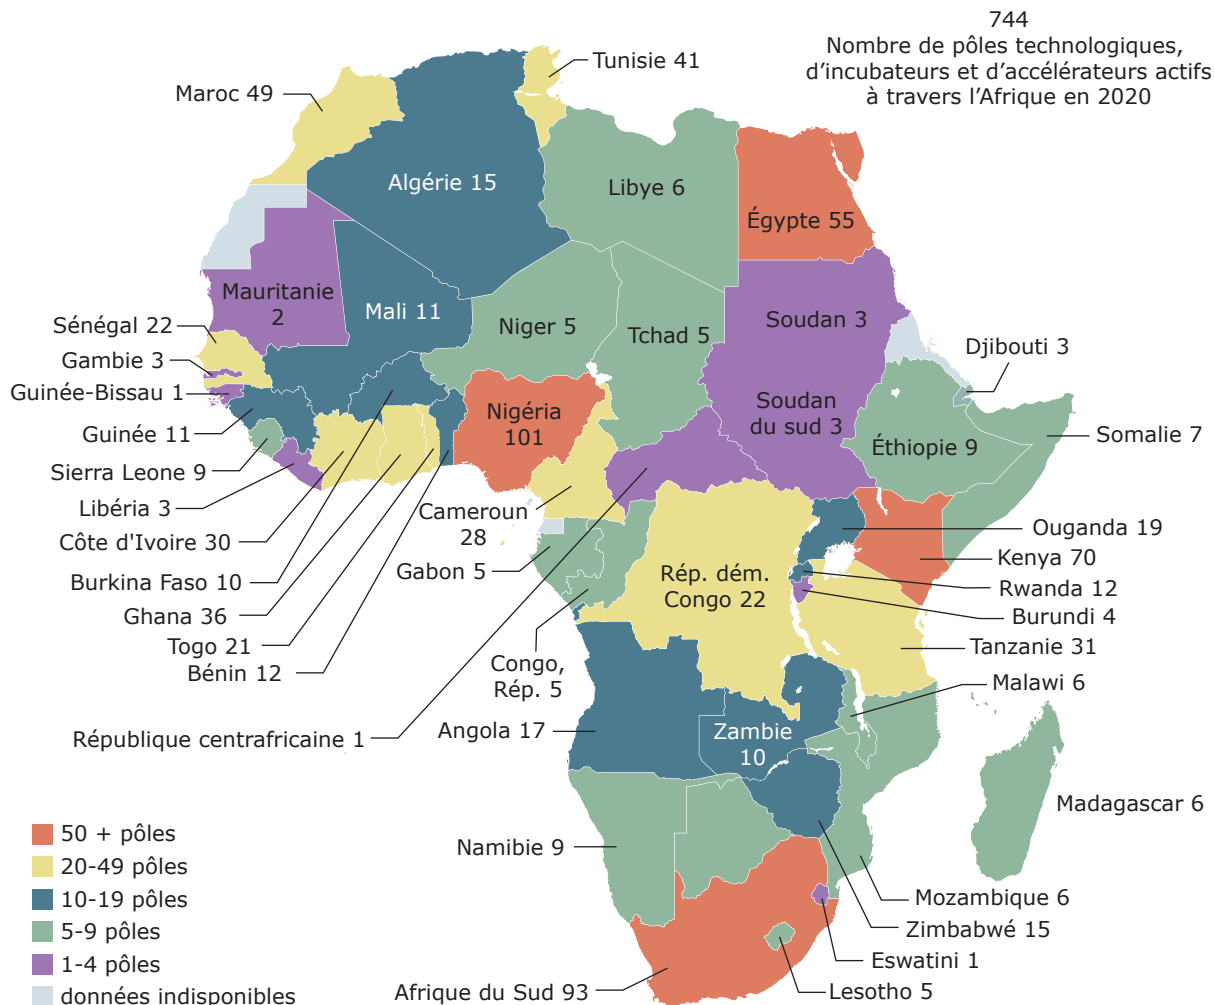 744
Nombre de pôles technologiques,
d'incubateurs et d'accélérateurs actifs
à travers l'Afrique en 2020
Tunisie 41
Maroc 49
Algérie 15
Libye 6
Égypte 55
Mauritanie
2
Mali 11
Niger 5
Tchad 5
Soudan 3
Sénégal 22
Gambie 3
Guinée-Bissau 1
Guinée 11
Sierra Leone 9
Libéria 3
Côte d'Ivoire 30
Burkina Faso 10
Ghana 36
Togo 21
Bénin 12
République centrafricaine 1
Nigéria
101
Cameroun
28
Gabon 5
Congo,
Rép. 5
Rép. dém.
Congo 22
Soudan
du sud 3
Éthiopie 9
Djibouti 3
Somalie 7
Ouganda 19
Kenya 70
Rwanda 12
Burundi 4
Tanzanie 31
Malawi 6
Angola 17
Zambie
10
Madagascar 6
Namibie 9
Mozambique 6
Zimbabwé 15
Eswatini 1
Lesotho 5
Afrique du Sud 93
50 + pôles
20-49 pôles
10-19 pôles
5-9 pôles
1-4 pôles
données indisponibles